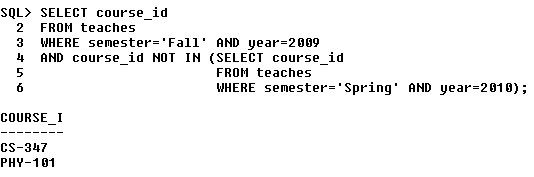 SQL> SELECT course_id
  2  FROM teaches
  3  WHERE semester='Fall' AND year=2009
  4  AND course_id NOT IN (SELECT course_id
  5                        FROM teaches
  6                        WHERE semester='Spring' AND year=2010);
COURSE_I
--------
CS-347
PHY-101